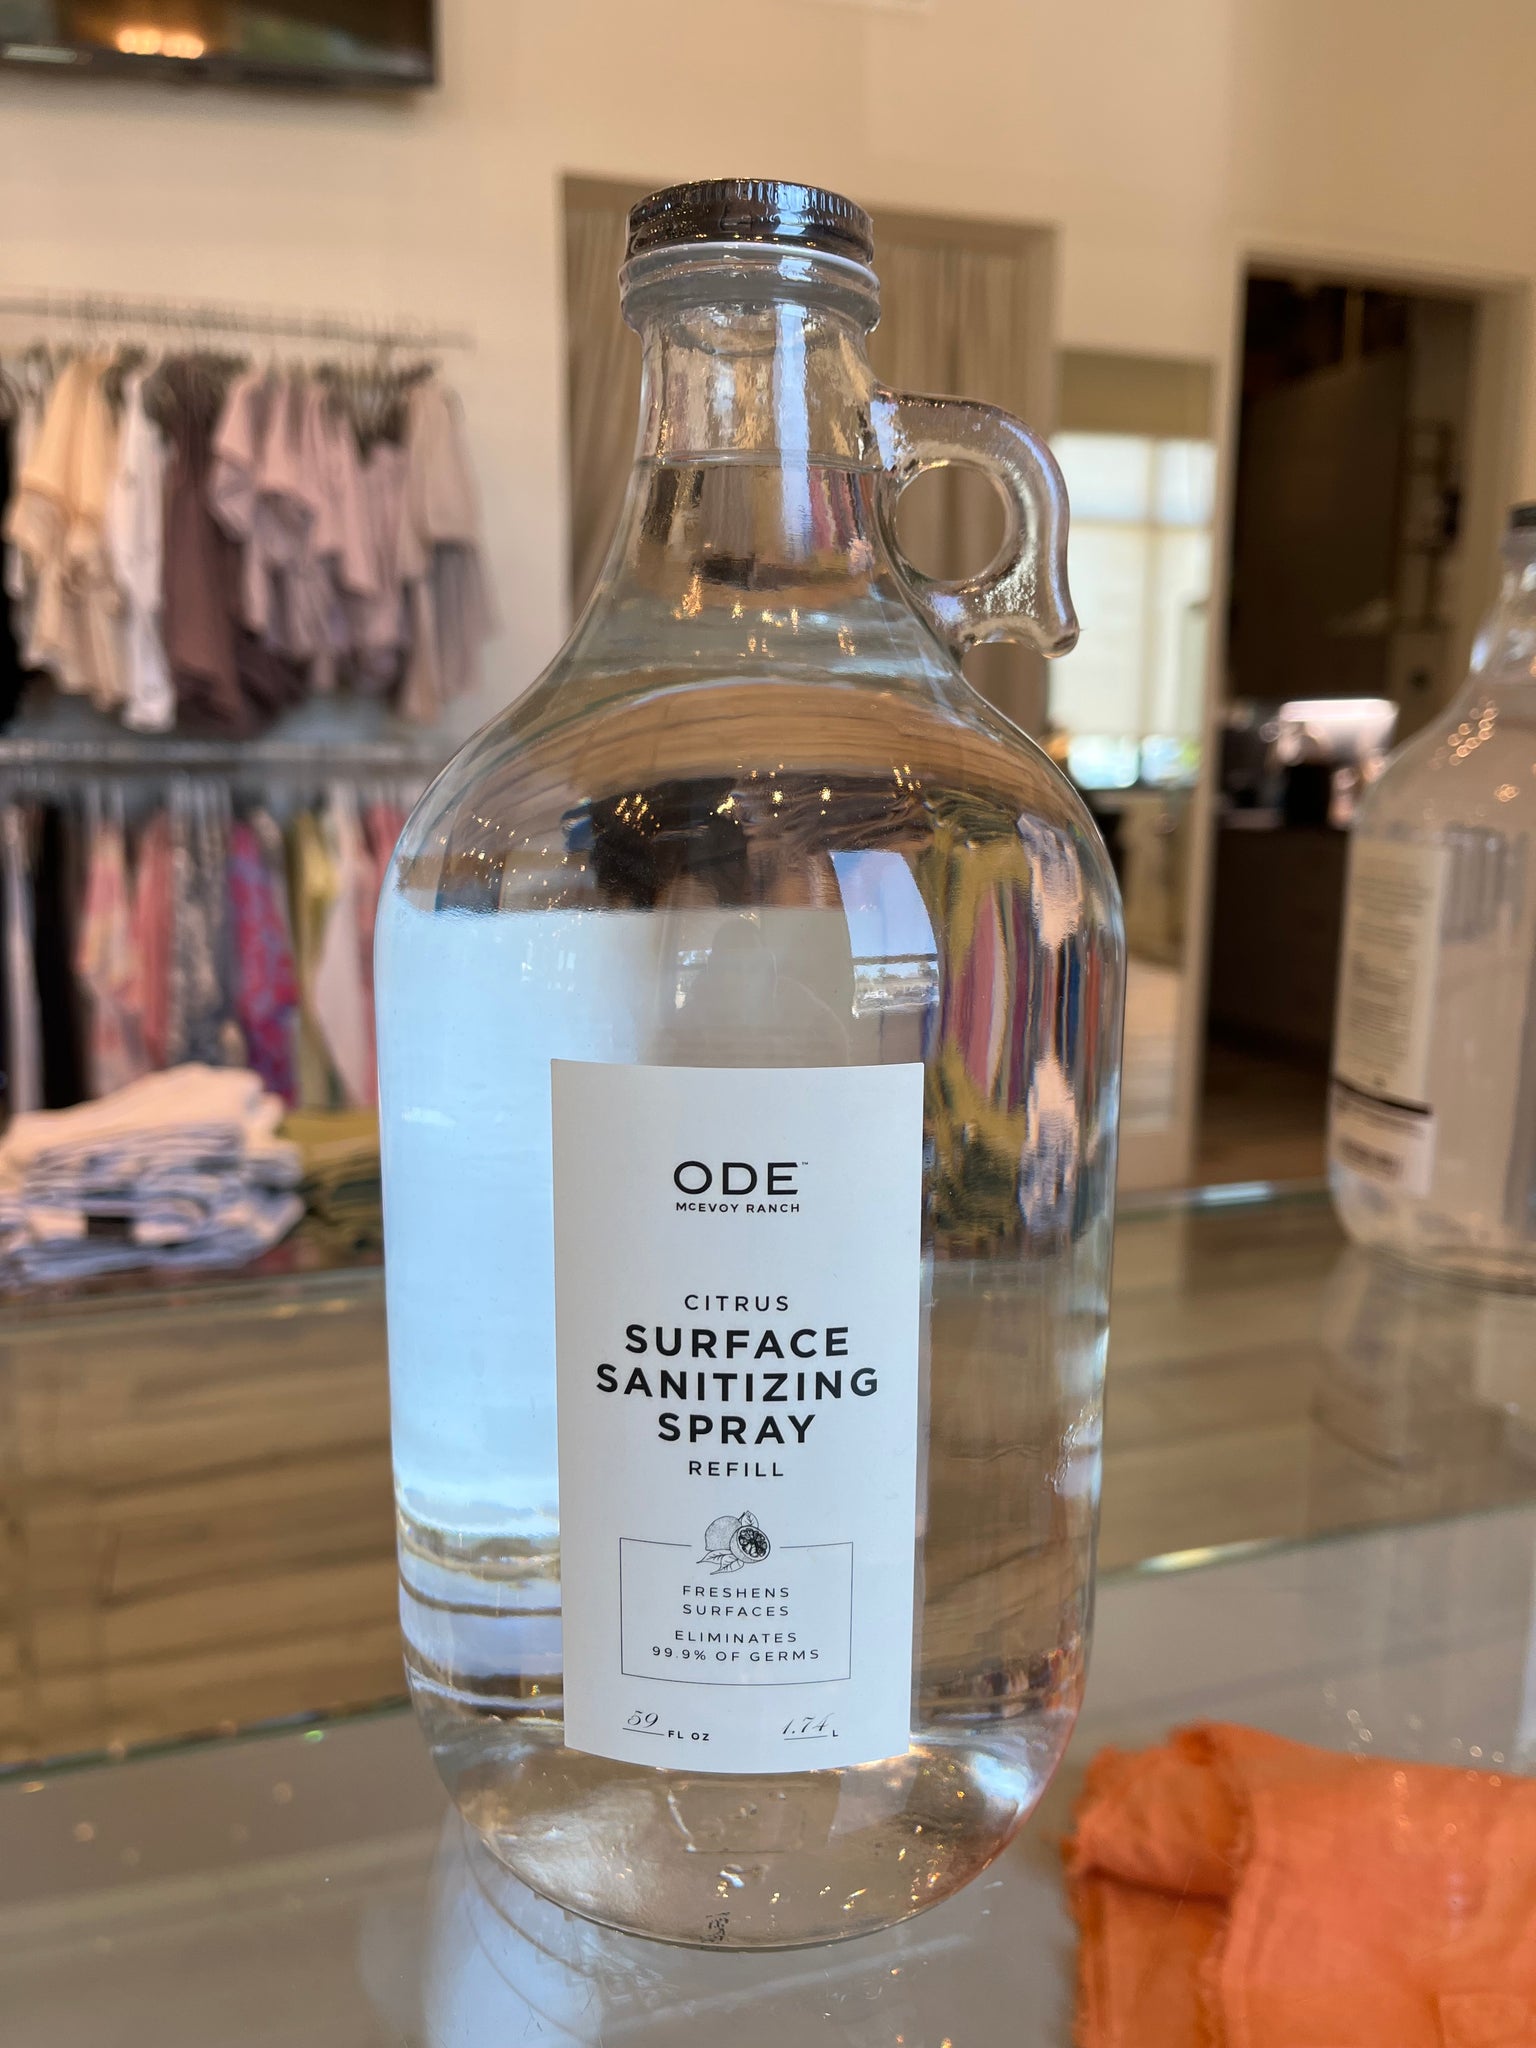 ODE™
MCEVOY RANCH
CITRUS
SURFACE
SANITIZING
SPRAY
REFILL
FRESHENS
SURFACES
ELIMINATES
99.9% OF GERMS
59 FL OZ 1.74 L